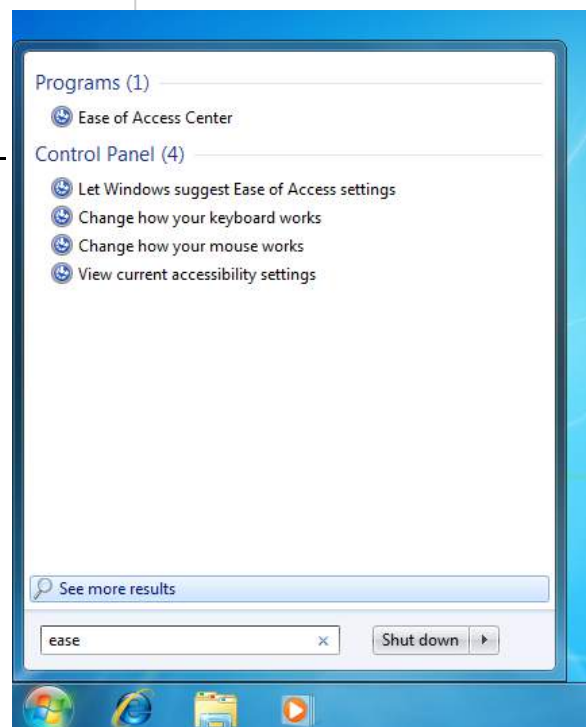 Programs (1)
Ease of Access Center
Control Panel (4)
Let Windows suggest Ease of Access settings
Change how your keyboard works
Change how your mouse works
View current accessibility settings
See more results
ease
Shut down